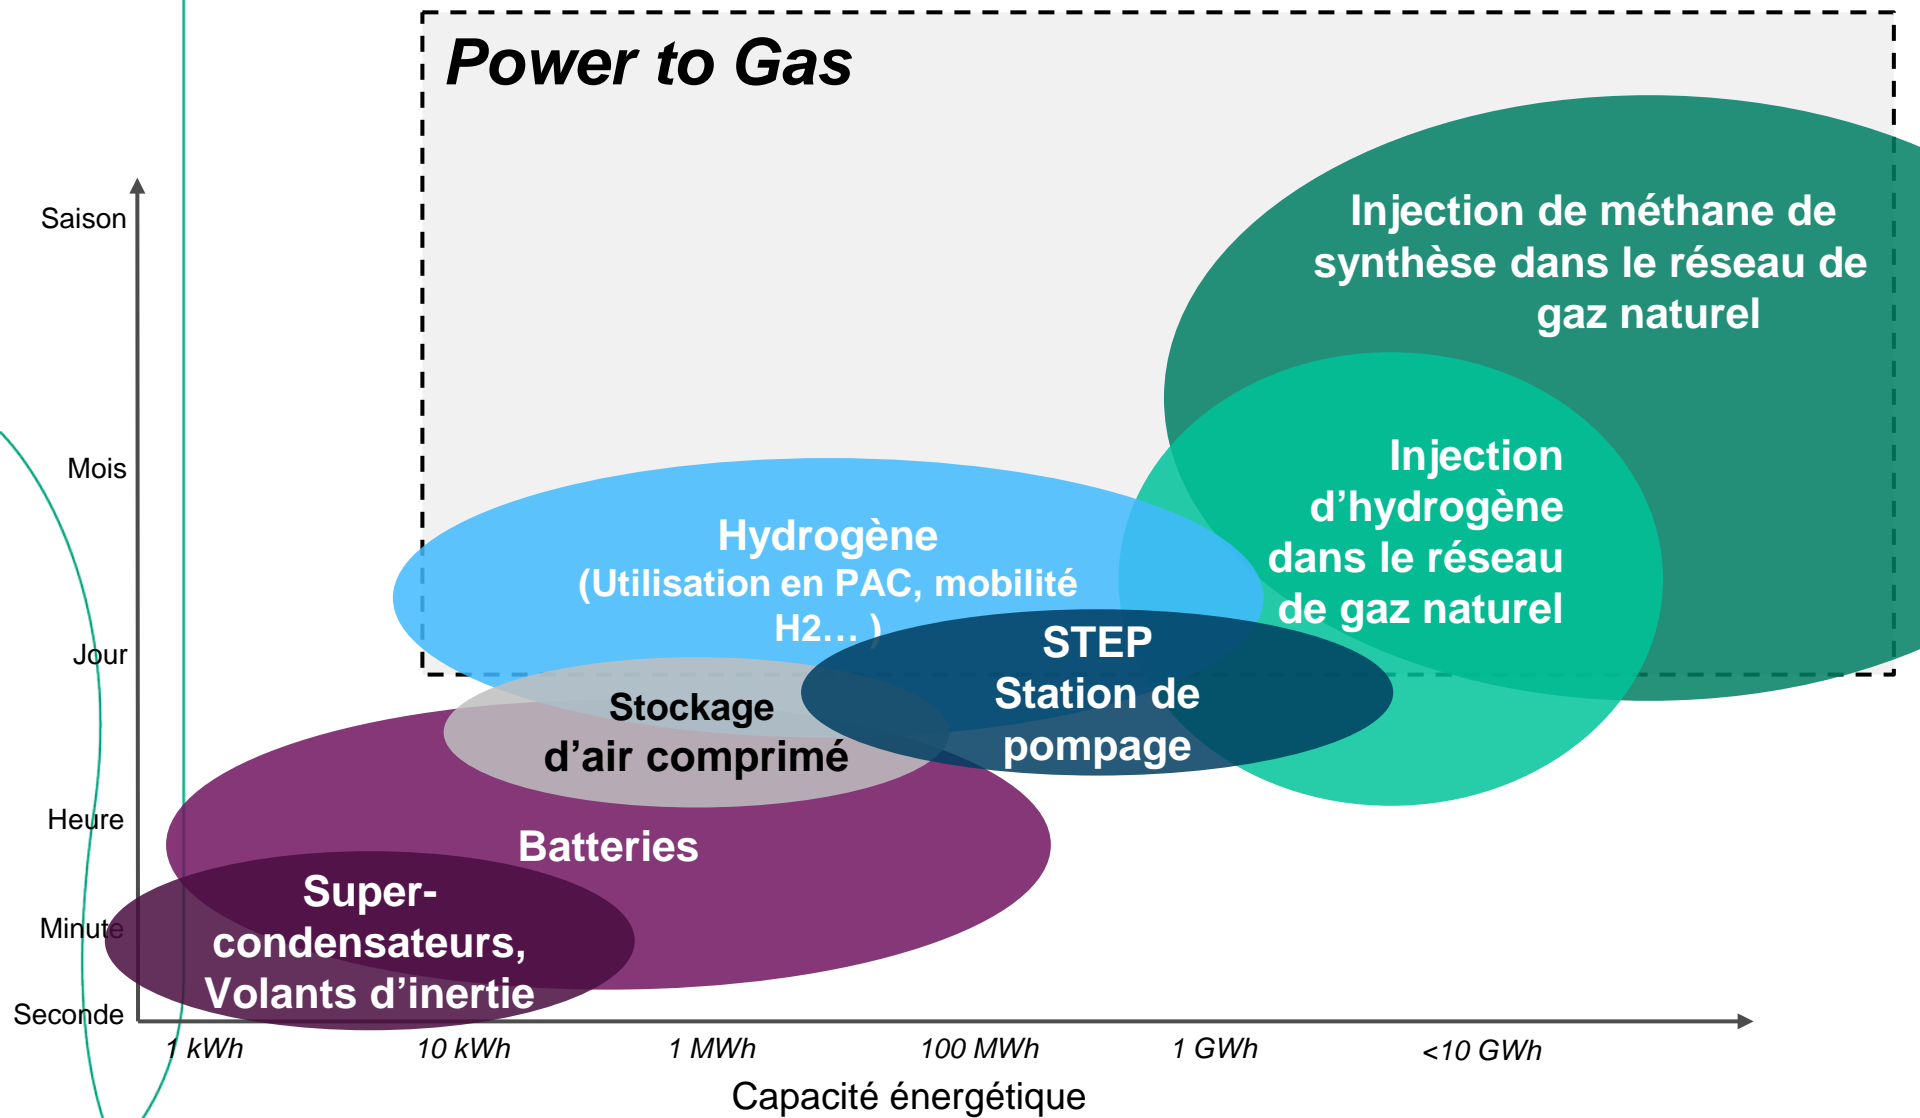 Power to Gas
Injection de méthane de
synthèse dans le réseau de
gaz naturel
Saison
Mois
Jour
Heure
Minute
Seconde
Injection
d’hydrogène
dans le réseau
de gaz naturel
Hydrogène
(Utilisation en PAC, mobilité
H2… )
STEP
Station de
pompage
Stockage
d’air comprimé
Batteries
Super-
condensateurs,
Volants d’inertie
1 kWh
10 kWh
1 MWh
100 MWh
1 GWh
<10 GWh
Capacité énergétique